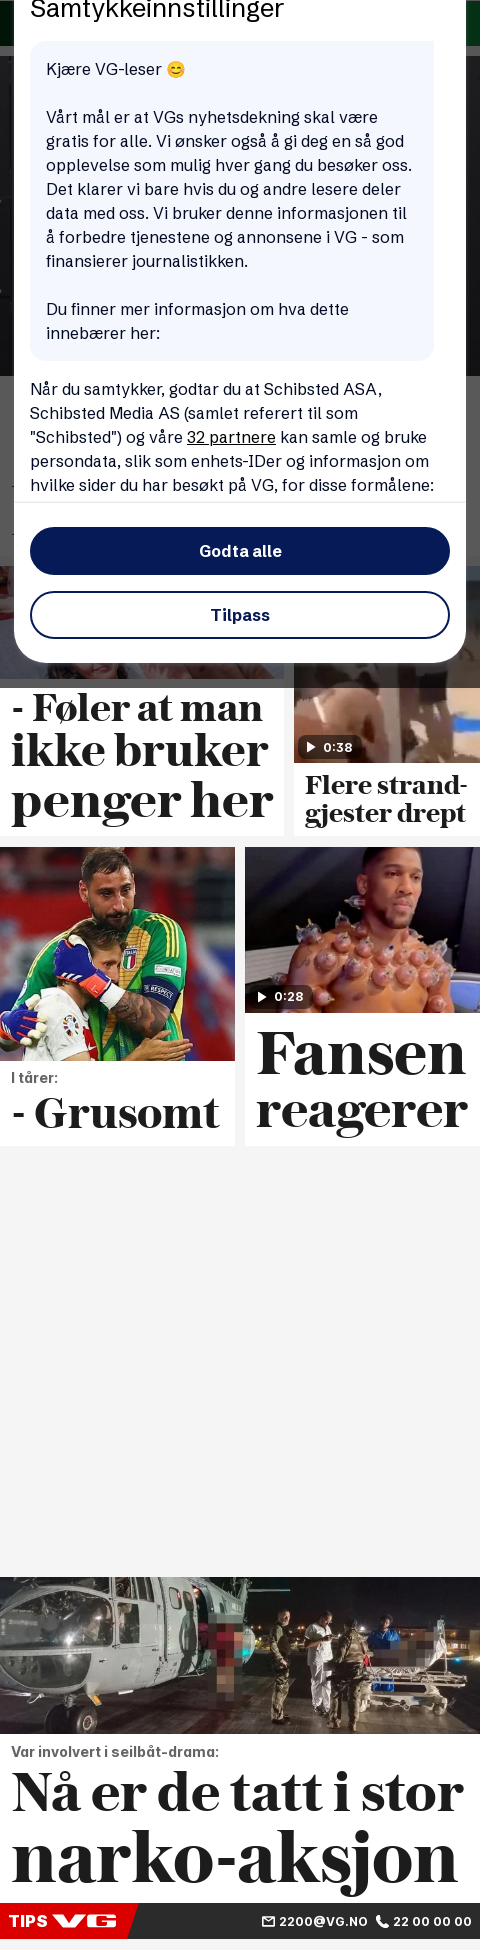 Samtykkeinnstillinger
Kjære VG-leser 😊
Vårt mål er at VGs nyhetsdekning skal være
gratis for alle. Vi ønsker også å gi deg en så god
opplevelse som mulig hver gang du besøker oss.
Det klarer vi bare hvis du og andre lesere deler
data med oss. Vi bruker denne informasjonen til
å forbedre tjenestene og annonsene i VG - som
finansierer journalistikken.
Du finner mer informasjon om hva dette
innebærer her:
Når du samtykker, godtar du at Schibsted ASA,
Schibsted Media AS (samlet referert til som
"Schibsted") og våre 32 partnere kan samle og bruke
persondata, slik som enhets-IDer og informasjon om
hvilke sider du har besøkt på VG, for disse formålene:
Godta alle
Tilpass
- Føler at man
ikke bruker
penger her
0:38
Flere strand-
gjester drept
I tårer:
- Grusomt
0:28
Fansen
reagerer
Var involvert i seilbåt-drama:
Nå er de tatt i stor
narko-aksjon
TIPS VG 2200@VG.NO 22 00 00 00